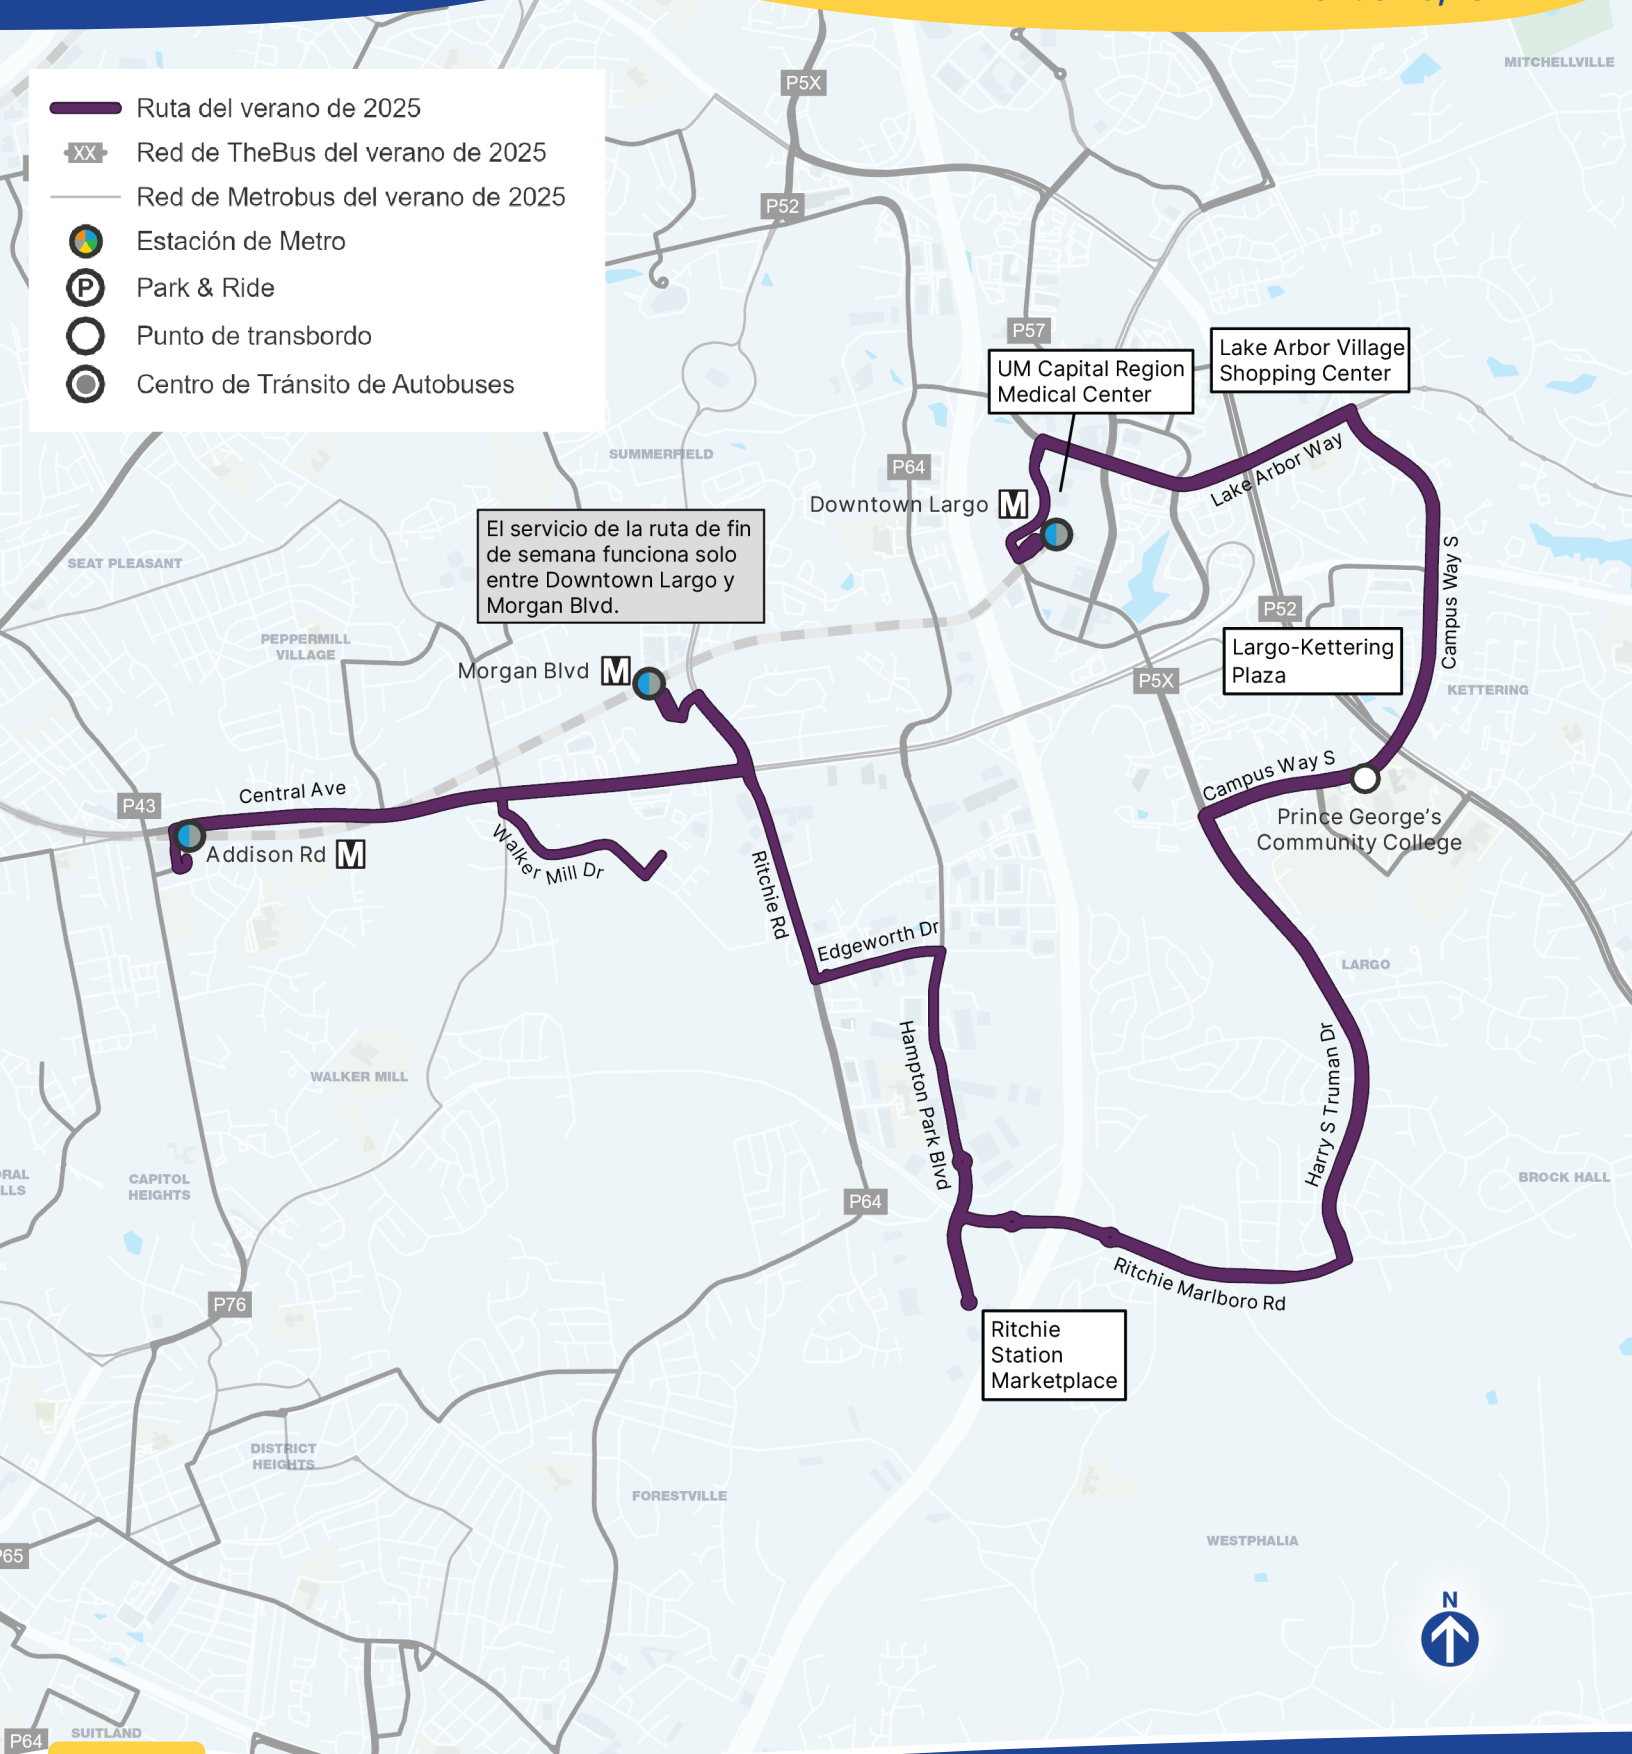 MITCHELLVILLE
Ruta del verano de 2025
XX
Red de TheBus del verano de 2025
Red de Metrobus del verano de 2025
Estación de Metro
P
Park & Ride
Punto de transbordo
Centro de Tránsito de Autobuses
P5X
P52
P57
UM Capital Region
Medical Center
Lake Arbor Village
Shopping Center
SUMMERFIELD
P64
Lake Arbor Way
Downtown Largo M
El servicio de la ruta de fin
de semana funciona solo
entre Downtown Largo y
Morgan Blvd.
SEAT PLEASANT
Campus Way S
P52
PEPPERMILL
VILLAGE
Largo-Kettering
Plaza
Morgan Blvd M
P5X
KETTERING
Campus Way S
Central Ave
P43
Prince George's
Community College
Addison Rd M
Walker Mill Dr
Ritchie Rd
Edgeworth Dr
LARGO
Hampton Park Blvd
Harry S Truman Dr
WALKER MILL
CAPITOL
HEIGHTS
BROCK HALL
P64
Ritchie Marlboro Rd
P76
Ritchie
Station
Marketplace
DISTRICT
HEIGHTS
FORESTVILLE
WESTPHALIA
N
SUITLAND
P64